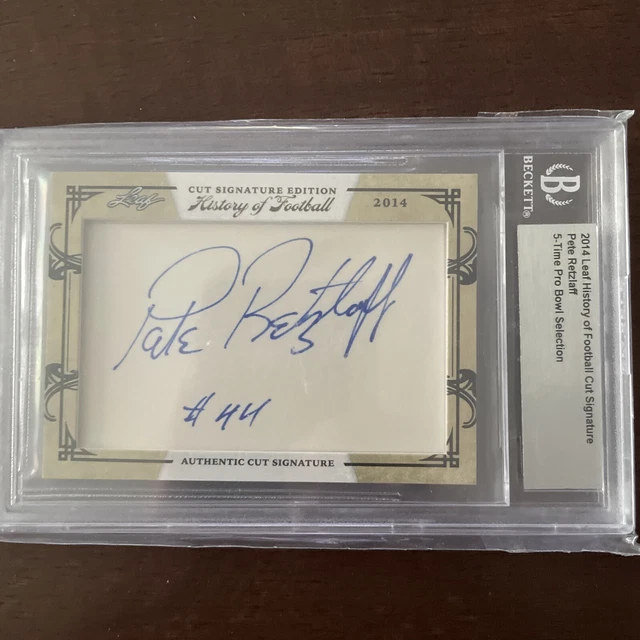 Leaf
CUT SIGNATURE EDITION
History of Football
2014
Pete Retzlaff
# 44
AUTHENTIC CUT SIGNATURE
B
BECKETT®
2014 Leaf History of Football Cut Signature
Pete Retzlaff
5-Time Pro Bowl Selection